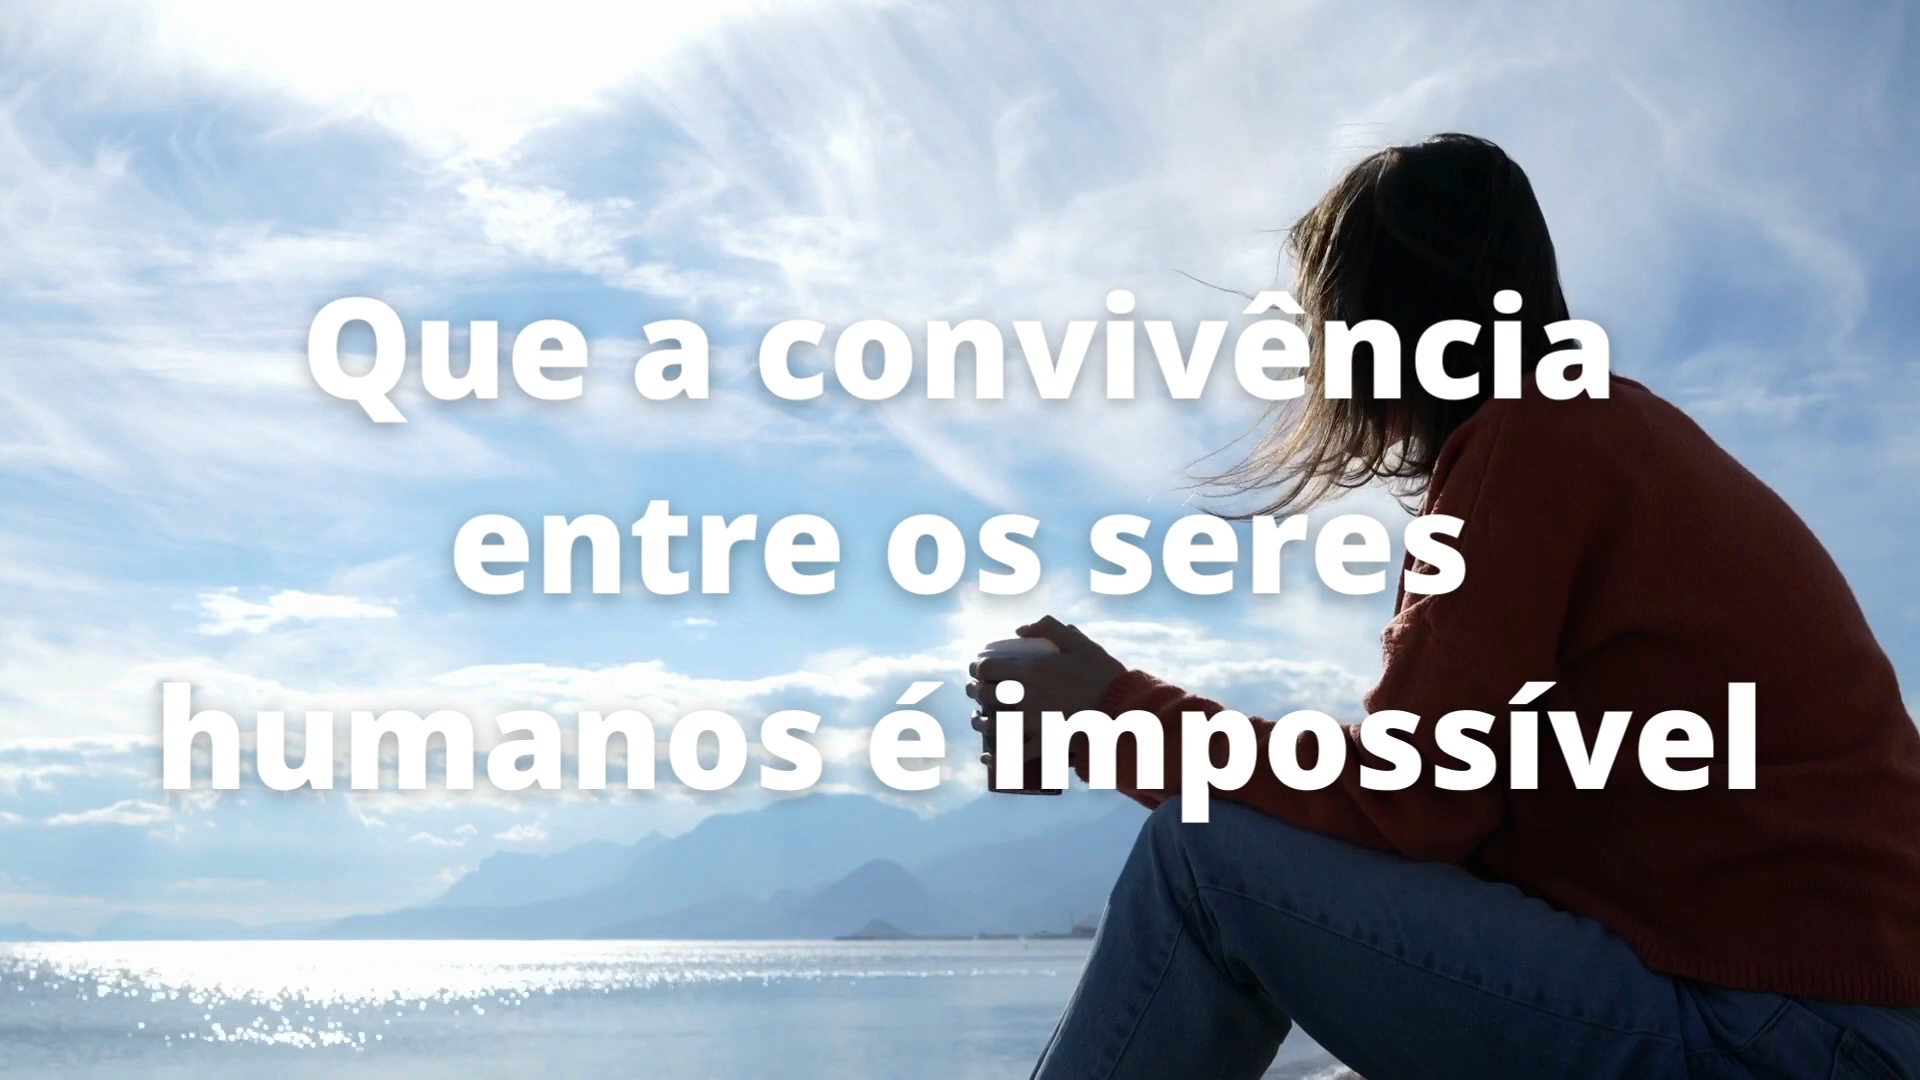 Que a convivência
entre os seres
humanos é impossível